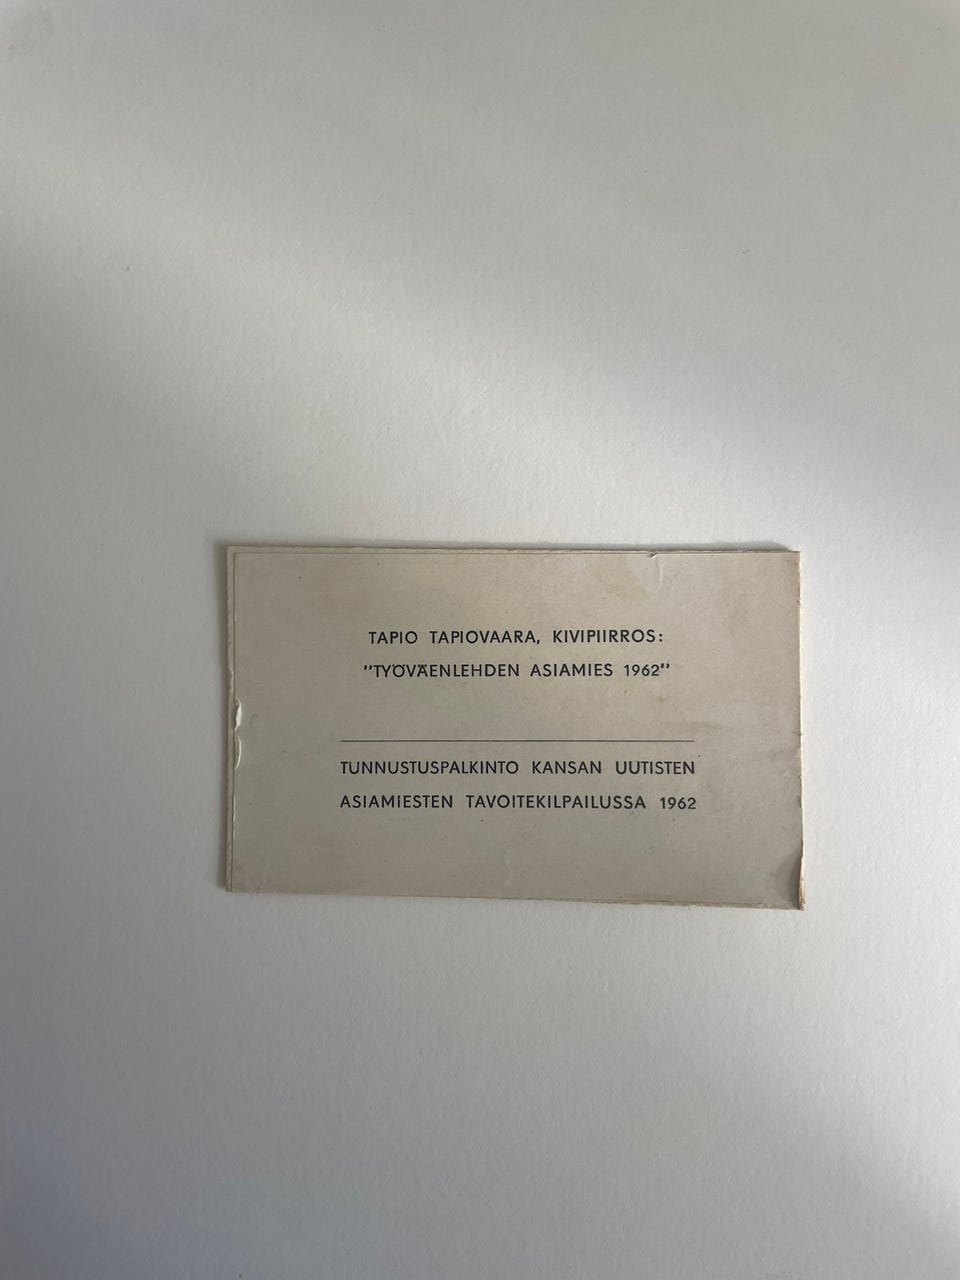 TAPIO TAPIOVAARA, KIVIPIIRROS:
”TYÖVÄENLEHDEN ASIAMIES 1962”
TUNNUSTUSPALKINTO KANSAN UUTISTEN
ASIAMIESTEN TAVOITEKILPAILUSSA 1962